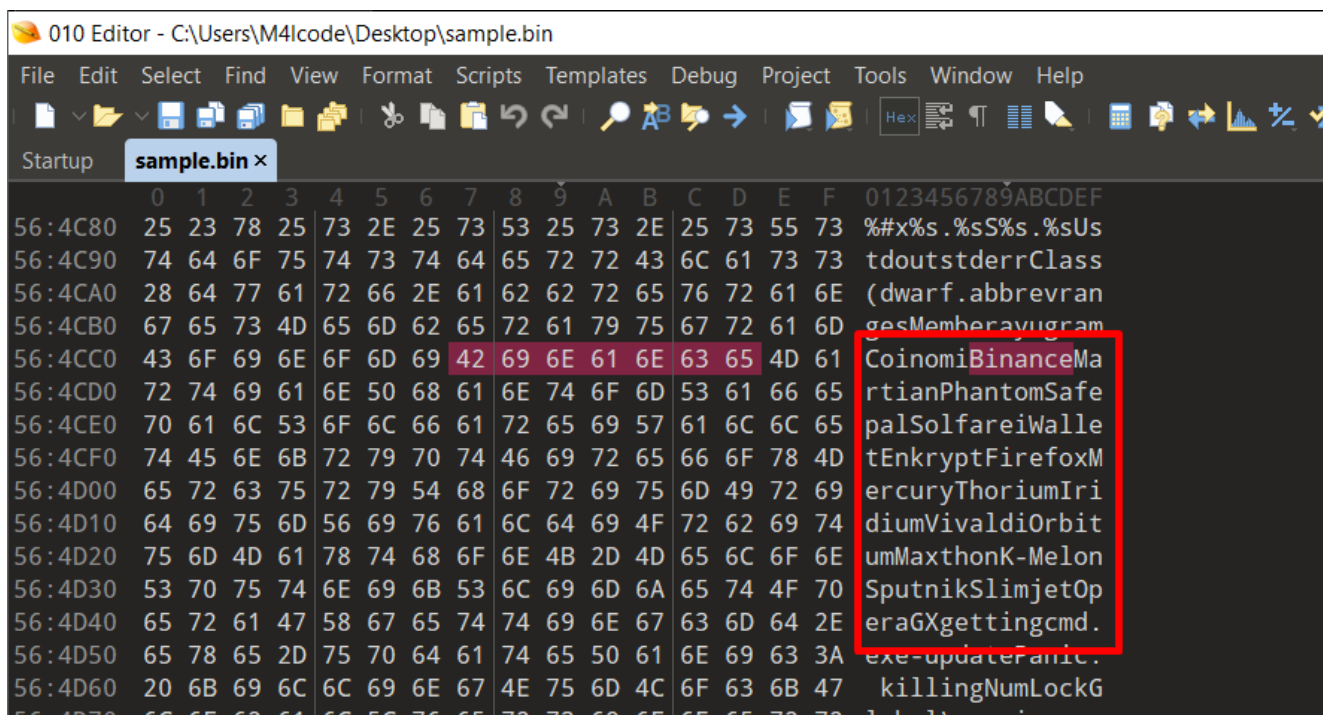 010 Editor - C:\Users\M4lcode\Desktop\sample.bin
File Edit Select Find View Format Scripts Templates Debug Project Tools Window Help
Hex
Startup sample.bin ×
0 1 2 3 4 5 6 7 8 9 A B C D E F 0123456789ABCDEF
56:4C80 25 23 78 25 73 2E 25 73 53 25 73 2E 25 73 55 73 %#x%s.%sS%s.%sUs
56:4C90 74 64 6F 75 74 73 74 64 65 72 72 43 6C 61 73 73 tdoutstderrClass
56:4CA0 28 64 77 61 72 66 2E 61 62 62 72 65 76 72 61 6E (dwarf.abbrevran
56:4CB0 67 65 73 4D 65 6D 62 65 72 61 79 75 67 72 61 6D gesMemberayugram
56:4CC0 43 6F 69 6E 6F 6D 69 42 69 6E 61 6E 63 65 4D 61 CoinomiBinanceMa
56:4CD0 72 74 69 61 6E 50 68 61 6E 74 6F 6D 53 61 66 65 rtianPhantomSafe
56:4CE0 70 61 6C 53 6F 6C 66 61 72 65 69 57 61 6C 6C 65 palSolfareiWalle
56:4CF0 74 45 6E 6B 72 79 70 74 46 69 72 65 66 6F 78 4D tEnkryptFirefoxM
56:4D00 65 72 63 75 72 79 54 68 6F 72 69 75 6D 49 72 69 ercuryThoriumIri
56:4D10 64 69 75 6D 56 69 76 61 6C 64 69 4F 72 62 69 74 diumVivaldiOrbit
56:4D20 75 6D 4D 61 78 74 68 6F 6E 4B 2D 4D 65 6C 6F 6E umMaxthonK-Melon
56:4D30 53 70 75 74 6E 69 6B 53 6C 69 6D 6A 65 74 4F 70 SputnikSlimjetOp
56:4D40 65 72 61 47 58 67 65 74 74 69 6E 67 63 6D 64 2E eraGXgettingcmd.
56:4D50 65 78 65 2D 75 70 64 61 74 65 50 61 6E 69 63 3A exe-updatePanic:
56:4D60 20 6B 69 6C 6C 69 6E 67 4E 75 6D 4C 6F 63 6B 47 killingNumLockG